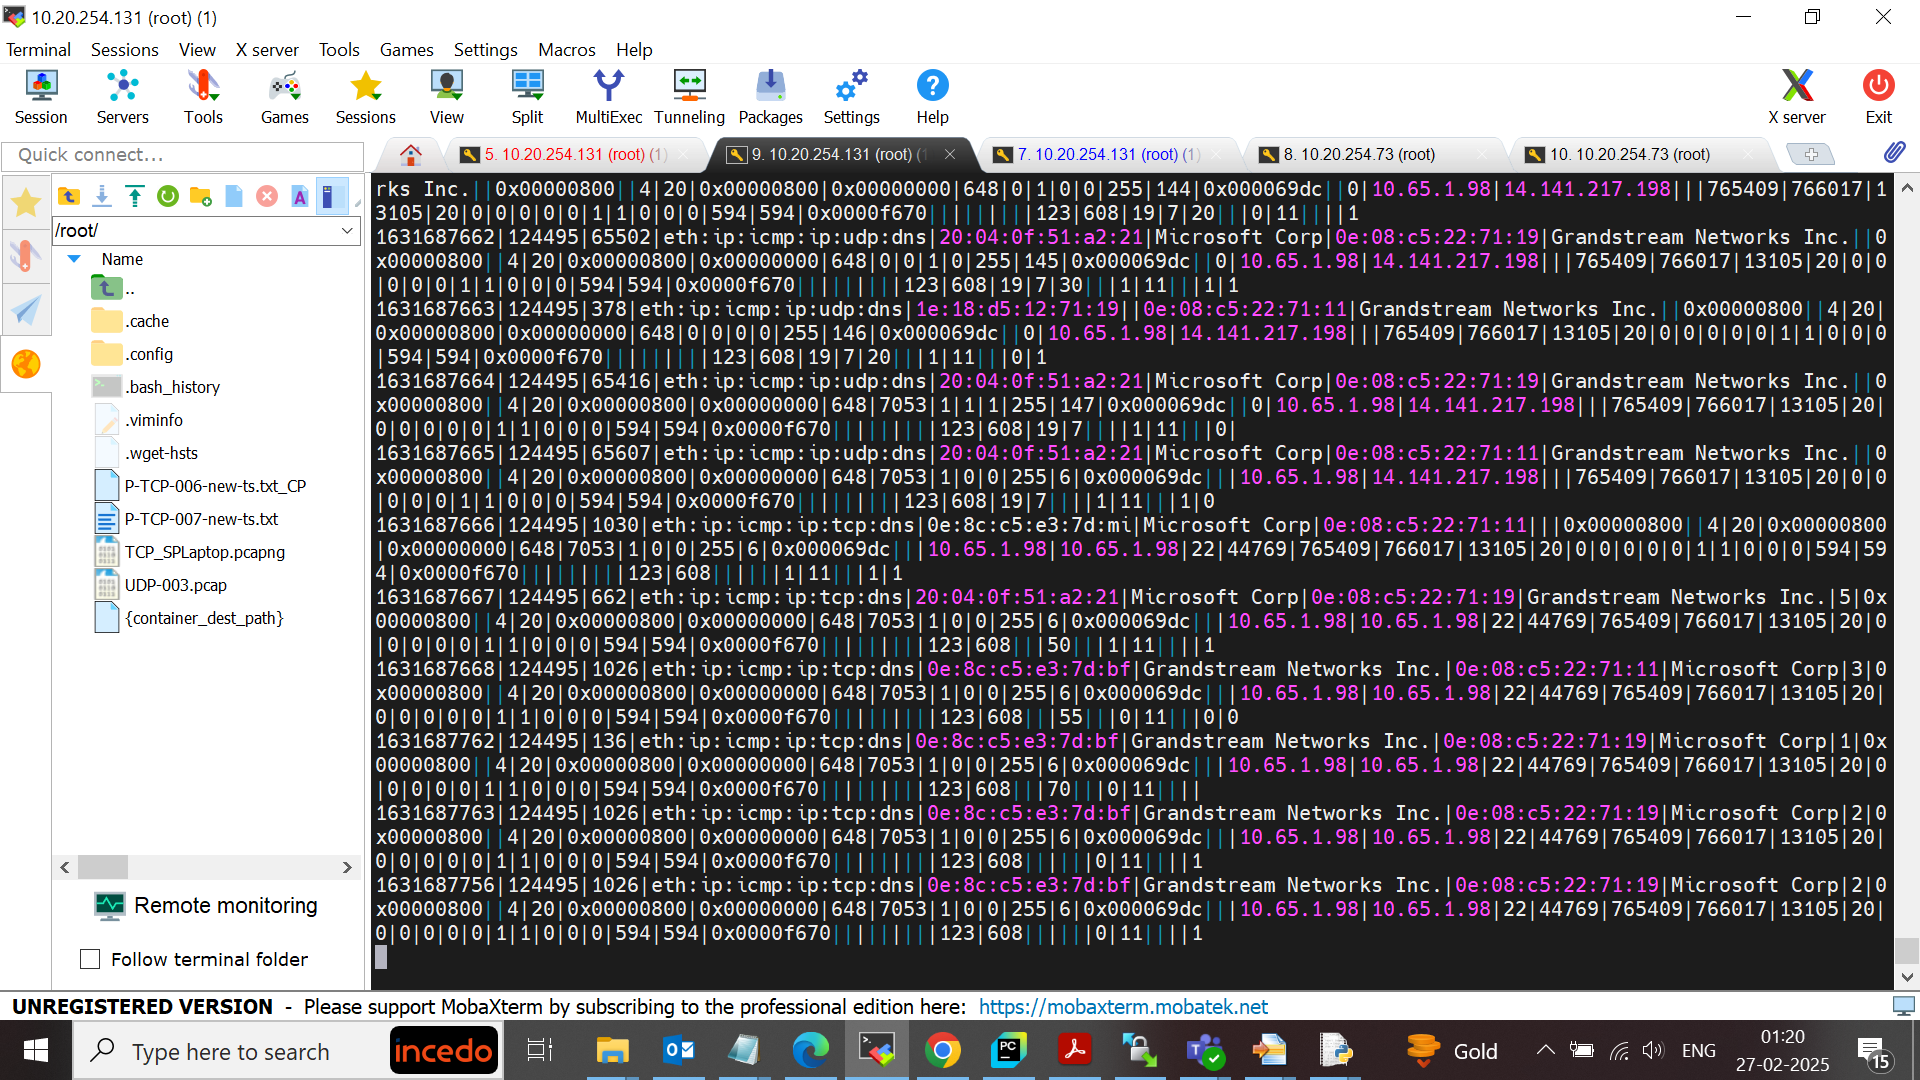 10.20.254.131 (root) (1)
Terminal Sessions View X server Tools Games Settings Macros Help
Session Servers Tools Games Sessions View Split MultiExec Tunneling Packages Settings Help X server Exit
Quick connect...
5. 10.20.254.131 (root) (1) 9. 10.20.254.131 (root) (1 7. 10.20.254.131 (root) (1) 8. 10.20.254.73 (root) 10. 10.20.254.73 (root)
/root/
Name
..
.cache
.config
.bash_history
.viminfo
.wget-hsts
P-TCP-006-new-ts.txt_CP
P-TCP-007-new-ts.txt
TCP_SPLaptop.pcapng
UDP-003.pcap
{container_dest_path}
Remote monitoring
Follow terminal folder
rks Inc.||0x00000800||4|20|0x00000800|0x00000000|648|0|1|0|0|255|144|0x000069dc||0|10.65.1.98|14.141.217.198|||765409|766017|1
3105|20|0|0|0|0|0|1|1|0|0|0|594|594|0x0000f670|||||||||123|608|19|7|20|||0|11||||1
1631687662|124495|65502|eth:ip:icmp:ip:udp:dns|20:04:0f:51:a2:21|Microsoft Corp|0e:08:c5:22:71:19|Grandstream Networks Inc.||0
x00000800||4|20|0x00000800|0x00000000|648|0|0|1|0|255|145|0x000069dc||0|10.65.1.98|14.141.217.198|||765409|766017|13105|20|0|0
|0|0|0|1|1|0|0|0|594|594|0x0000f670|||||||||123|608|19|7|30|||1|11|||1|1
1631687663|124495|378|eth:ip:icmp:ip:udp:dns|1e:18:d5:12:71:19||0e:08:c5:22:71:11|Grandstream Networks Inc.||0x00000800||4|20|
0x00000800|0x00000000|648|0|0|0|0|255|146|0x000069dc||0|10.65.1.98|14.141.217.198|||765409|766017|13105|20|0|0|0|0|0|1|1|0|0|0
|594|594|0x0000f670|||||||||123|608|19|7|20|||1|11|||0|1
1631687664|124495|65416|eth:ip:icmp:ip:udp:dns|20:04:0f:51:a2:21|Microsoft Corp|0e:08:c5:22:71:19|Grandstream Networks Inc.||0
x00000800||4|20|0x00000800|0x00000000|648|7053|1|1|1|255|147|0x000069dc||0|10.65.1.98|14.141.217.198|||765409|766017|13105|20|
0|0|0|0|0|1|1|0|0|0|594|594|0x0000f670|||||||||123|608|19|7||||1|11|||0|
1631687665|124495|65607|eth:ip:icmp:ip:udp:dns|20:04:0f:51:a2:21|Microsoft Corp|0e:08:c5:22:71:11|Grandstream Networks Inc.||0
x00000800||4|20|0x00000800|0x00000000|648|7053|1|0|0|255|6|0x000069dc|||10.65.1.98|14.141.217.198|||765409|766017|13105|20|0|0
|0|0|0|1|1|0|0|0|594|594|0x0000f670|||||||||123|608|19|7||||1|11|||1|0
1631687666|124495|1030|eth:ip:icmp:ip:tcp:dns|0e:8c:c5:e3:7d:mi|Microsoft Corp|0e:08:c5:22:71:11|||0x00000800||4|20|0x00000800
|0x00000000|648|7053|1|0|0|255|6|0x000069dc|||10.65.1.98|10.65.1.98|22|44769|765409|766017|13105|20|0|0|0|0|0|1|1|0|0|0|594|59
4|0x0000f670|||||||||123|608||||||1|11|||1|1
1631687667|124495|662|eth:ip:icmp:ip:tcp:dns|20:04:0f:51:a2:21|Microsoft Corp|0e:08:c5:22:71:19|Grandstream Networks Inc.|5|0x
00000800||4|20|0x00000800|0x00000000|648|7053|1|0|0|255|6|0x000069dc|||10.65.1.98|10.65.1.98|22|44769|765409|766017|13105|20|0
|0|0|0|0|1|1|0|0|0|594|594|0x0000f670|||||||||123|608|||50|||1|11||||1
1631687668|124495|1026|eth:ip:icmp:ip:tcp:dns|0e:8c:c5:e3:7d:bf|Grandstream Networks Inc.|0e:08:c5:22:71:11|Microsoft Corp|3|0
x00000800||4|20|0x00000800|0x00000000|648|7053|1|0|0|255|6|0x000069dc|||10.65.1.98|10.65.1.98|22|44769|765409|766017|13105|20|
0|0|0|0|0|1|1|0|0|0|594|594|0x0000f670|||||||||123|608|||55|||0|11|||0|0
1631687762|124495|136|eth:ip:icmp:ip:tcp:dns|0e:8c:c5:e3:7d:bf|Grandstream Networks Inc.|0e:08:c5:22:71:19|Microsoft Corp|1|0x
00000800||4|20|0x00000800|0x00000000|648|7053|1|0|0|255|6|0x000069dc|||10.65.1.98|10.65.1.98|22|44769|765409|766017|13105|20|0
|0|0|0|0|1|1|0|0|0|594|594|0x0000f670|||||||||123|608|||70|||0|11||||
1631687763|124495|1026|eth:ip:icmp:ip:tcp:dns|0e:8c:c5:e3:7d:bf|Grandstream Networks Inc.|0e:08:c5:22:71:19|Microsoft Corp|2|0
x00000800||4|20|0x00000800|0x00000000|648|7053|1|0|0|255|6|0x000069dc|||10.65.1.98|10.65.1.98|22|44769|765409|766017|13105|20|
0|0|0|0|0|1|1|0|0|0|594|594|0x0000f670|||||||||123|608||||||0|11||||1
1631687756|124495|1026|eth:ip:icmp:ip:tcp:dns|0e:8c:c5:e3:7d:bf|Grandstream Networks Inc.|0e:08:c5:22:71:19|Microsoft Corp|2|0
x00000800||4|20|0x00000800|0x00000000|648|7053|1|0|0|255|6|0x000069dc|||10.65.1.98|10.65.1.98|22|44769|765409|766017|13105|20|
0|0|0|0|0|1|1|0|0|0|594|594|0x0000f670|||||||||123|608||||||0|11||||1
UNREGISTERED VERSION - Please support MobaXterm by subscribing to the professional edition here: https://mobaxterm.mobatek.net
Type here to search
incedo
Gold
ENG
01:20
27-02-2025
15